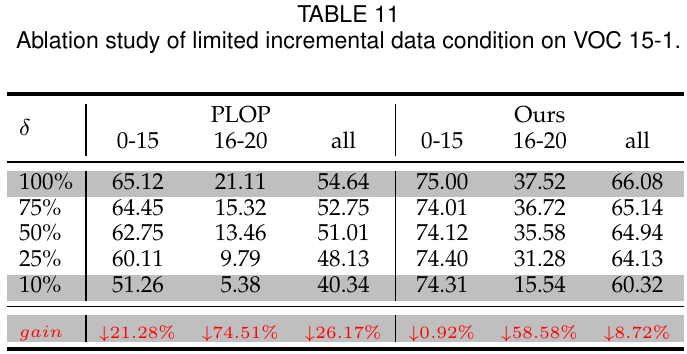 TABLE 11
Ablation study of limited incremental data condition on VOC 15-1.
δ PLOP Ours
0-15 16-20 all 0-15 16-20 all
100% 65.12 21.11 54.64 75.00 37.52 66.08
75% 64.45 15.32 52.75 74.01 36.72 65.14
50% 62.75 13.46 51.01 74.12 35.58 64.94
25% 60.11 9.79 48.13 74.40 31.28 64.13
10% 51.26 5.38 40.34 74.31 15.54 60.32
gain ↓21.28% ↓74.51% ↓26.17% ↓0.92% ↓58.58% ↓8.72%